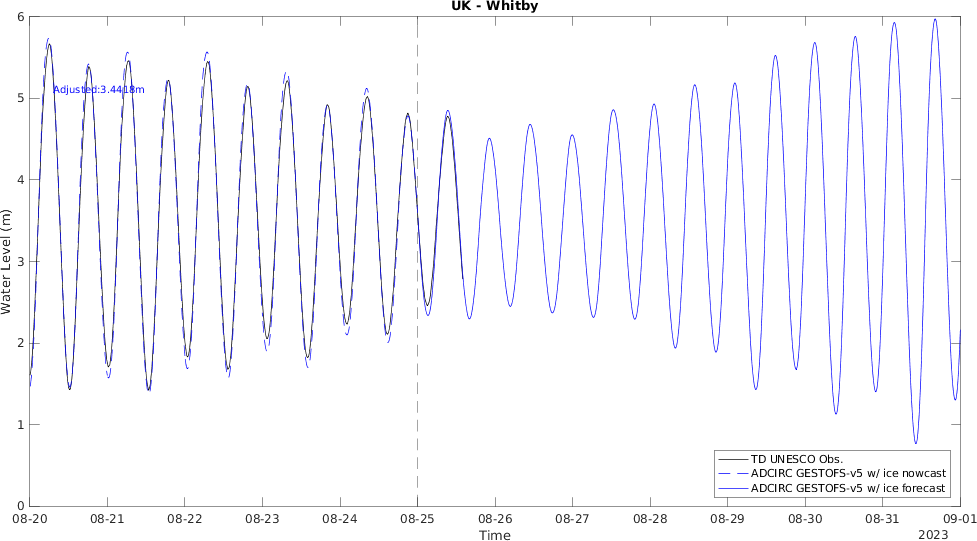 UK - Whitby
6
5
4
3
2
1
0
Water Level (m)
Adjusted:3.4418m
TD UNESCO Obs.
ADCIRC GESTOFS-v5 w/ ice nowcast
ADCIRC GESTOFS-v5 w/ ice forecast
08-20 08-21 08-22 08-23 08-24 08-25 08-26 08-27 08-28 08-29 08-30 08-31 09-01
Time
2023